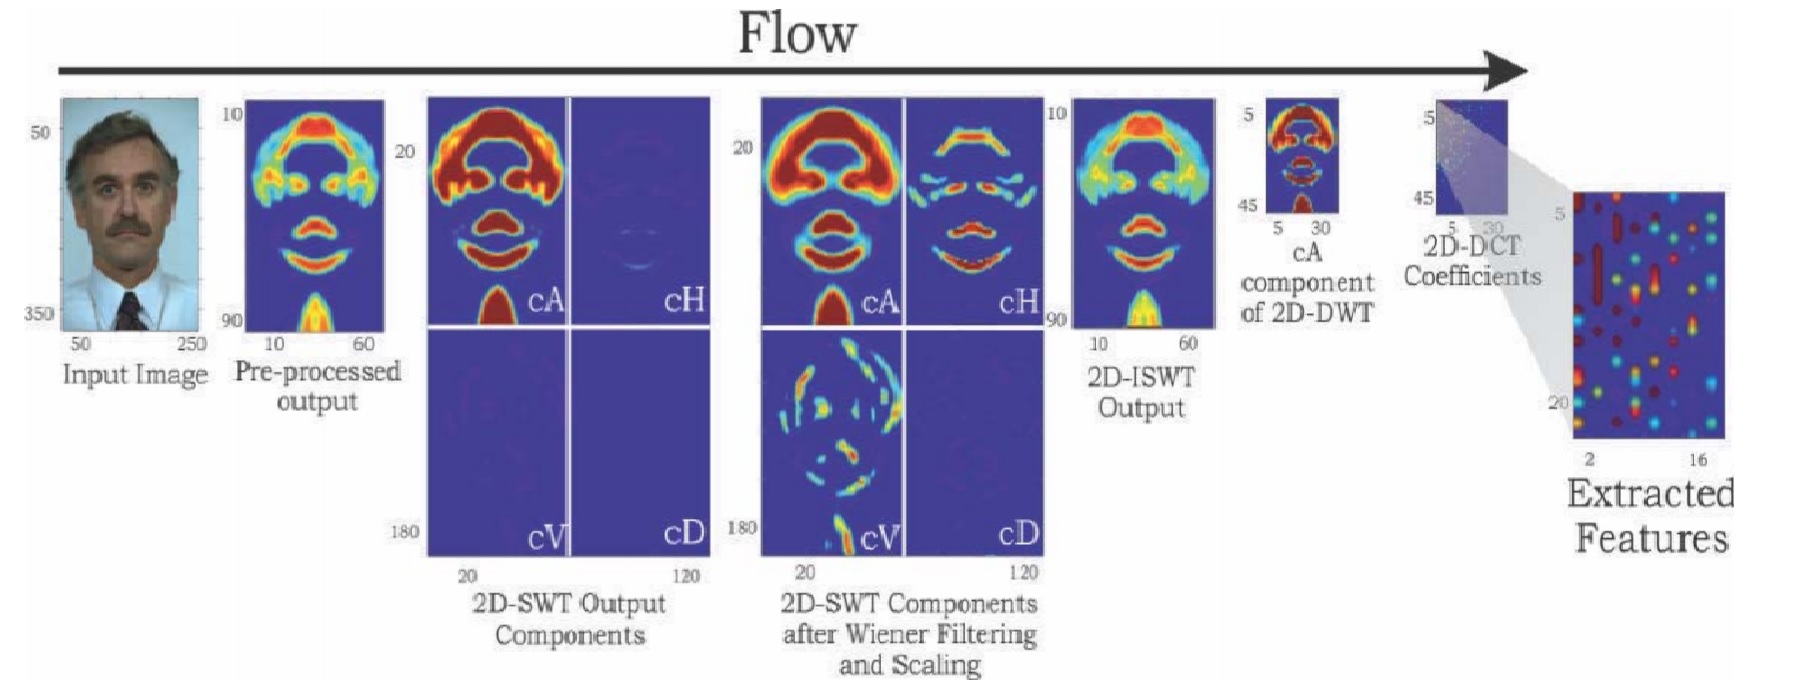 Flow
50
350
50 250
Input Image
10
90
10 60
Pre-processed
output
20
180
cA
cH
cV
cD
20 120
2D-SWT Output
Components
20
180
cA
cH
cV
cD
20 120
2D-SWT Components
after Wiener Filtering
and Scaling
10
90
10 60
2D-ISWT
Output
5
45
5 30
cA
component
of 2D-DWT
5
45
5 30
2D-DCT
Coefficients
5
20
2 16
Extracted
Features